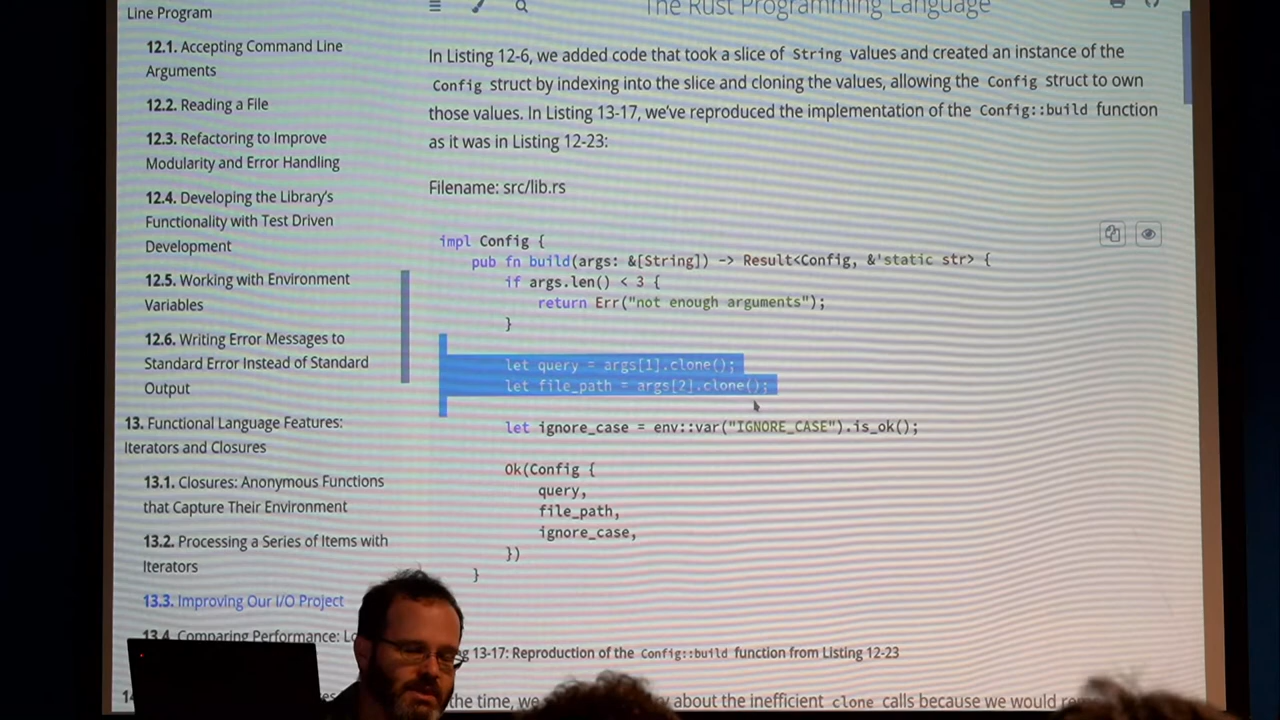 Line Program
12.1. Accepting Command Line
Arguments
12.2. Reading a File
12.3. Refactoring to Improve
Modularity and Error Handling
12.4. Developing the Library's
Functionality with Test Driven
Development
12.5. Working with Environment
Variables
12.6. Writing Error Messages to
Standard Error Instead of Standard
Output
13. Functional Language Features:
Iterators and Closures
13.1. Closures: Anonymous Functions
that Capture Their Environment
13.2. Processing a Series of Items with
Iterators
13.3. Improving Our I/O Project
13.4. Comparing Performance:
The Rust Programming Language
In Listing 12-6, we added code that took a slice of String values and created an instance of the
Config struct by indexing into the slice and cloning the values, allowing the Config struct to own
those values. In Listing 13-17, we've reproduced the implementation of the Config::build function
as it was in Listing 12-23:
Filename: src/lib.rs
impl Config {
pub fn build(args: &[String]) -> Result<Config, &'static str> {
if args.len() < 3 {
return Err("not enough arguments");
}
let query = args[1].clone();
let file_path = args[2].clone();
let ignore_case = env::var("IGNORE_CASE").is_ok();
Ok(Config {
query,
file_path,
ignore_case,
})
}
13-17: Reproduction of the Config::build function from Listing 12-23
the time, we about the inefficient clone calls because we would